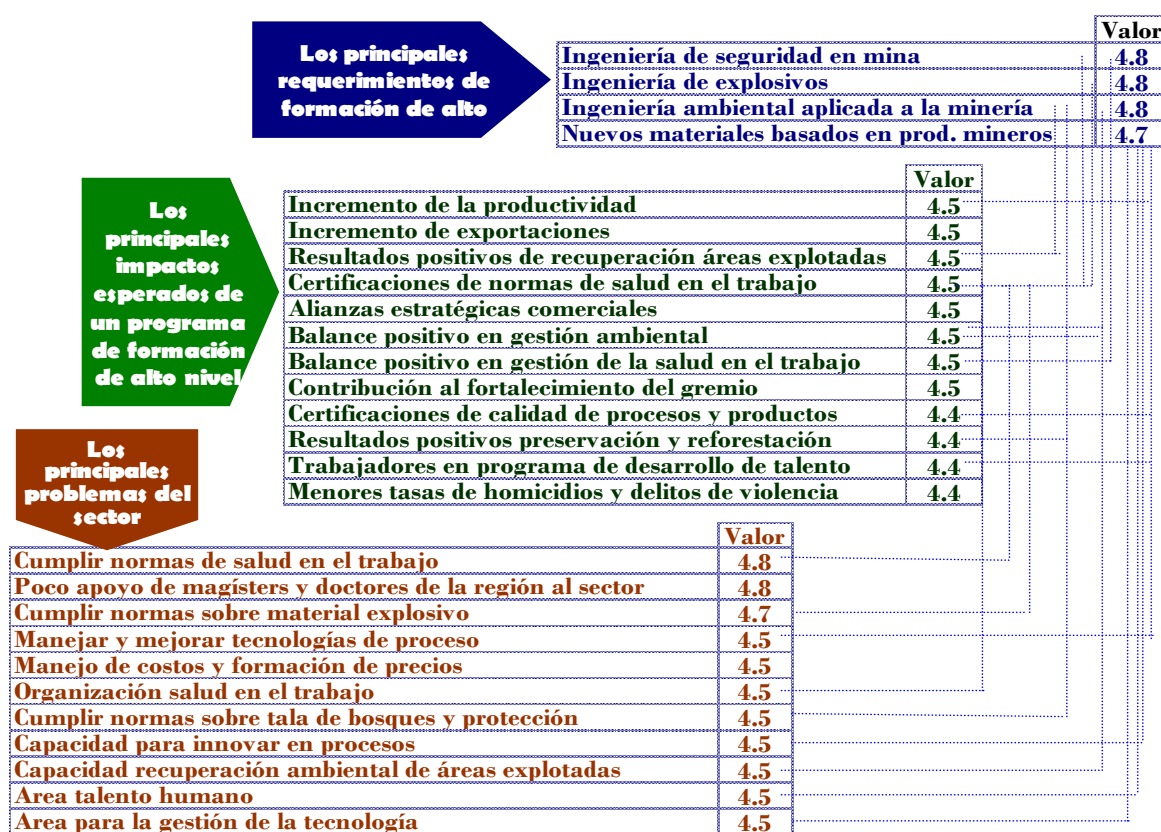 Los principales
requerimientos de
formación de alto
Valor
Ingeniería de seguridad en mina 4.8
Ingeniería de explosivos 4.8
Ingeniería ambiental aplicada a la minería 4.8
Nuevos materiales basados en prod. mineros 4.7
Los
principales
impactos
esperados de
un programa
de formación
de alto nivel
Valor
Incremento de la productividad 4.5
Incremento de exportaciones 4.5
Resultados positivos de recuperación áreas explotadas 4.5
Certificaciones de normas de salud en el trabajo 4.5
Alianzas estratégicas comerciales 4.5
Balance positivo en gestión ambiental 4.5
Balance positivo en gestión de la salud en el trabajo 4.5
Contribución al fortalecimiento del gremio 4.5
Certificaciones de calidad de procesos y productos 4.4
Resultados positivos preservación y reforestación 4.4
Trabajadores en programa de desarrollo de talento 4.4
Menores tasas de homicidios y delitos de violencia 4.4
Los
principales
problemas del
sector
Valor
Cumplir normas de salud en el trabajo 4.8
Poco apoyo de magísters y doctores de la región al sector 4.8
Cumplir normas sobre material explosivo 4.7
Manejar y mejorar tecnologías de proceso 4.5
Manejo de costos y formación de precios 4.5
Organización salud en el trabajo 4.5
Cumplir normas sobre tala de bosques y protección 4.5
Capacidad para innovar en procesos 4.5
Capacidad recuperación ambiental de áreas explotadas 4.5
Area talento humano 4.5
Area para la gestión de la tecnología 4.5